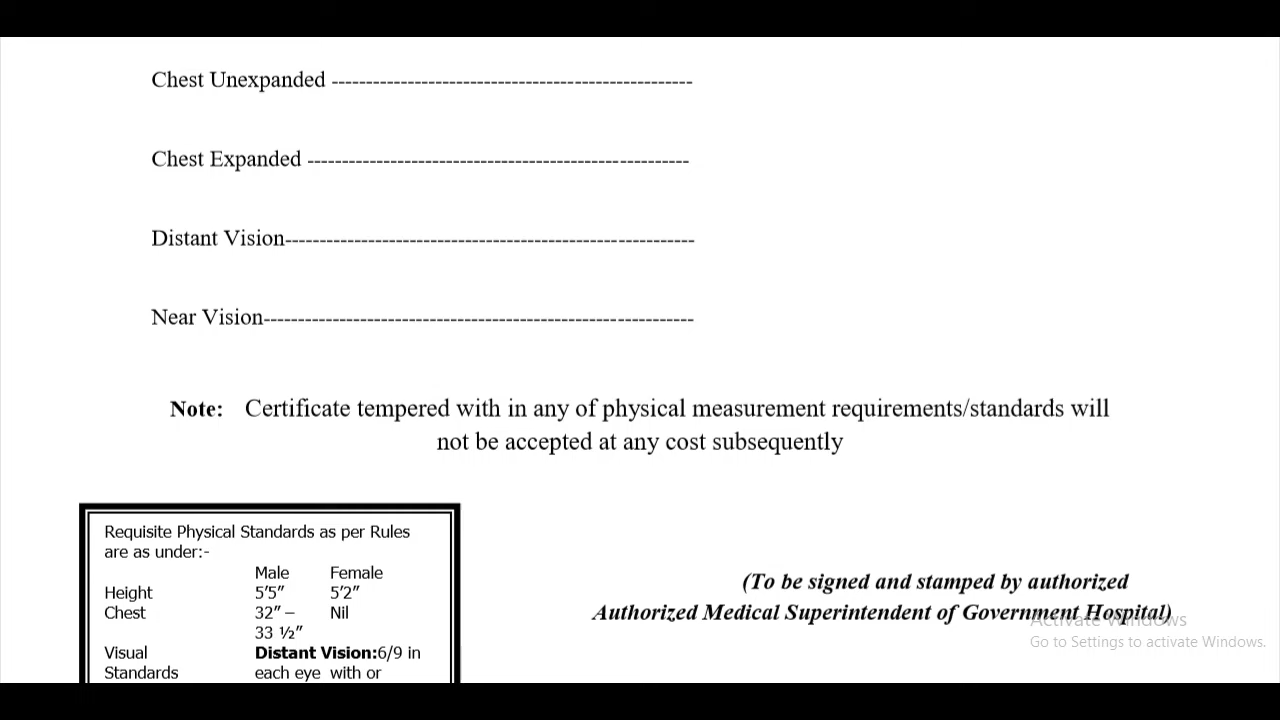 Chest Unexpanded ----------------------------------------------------
Chest Expanded -------------------------------------------------------
Distant Vision-----------------------------------------------------------
Near Vision--------------------------------------------------------------
Note: Certificate tempered with in any of physical measurement requirements/standards will
not be accepted at any cost subsequently
Requisite Physical Standards as per Rules
are as under:-
Male Female
Height 5’5” 5’2”
Chest 32” – Nil
33 ½”
Visual Distant Vision:6/9 in
Standards each eye with or
(To be signed and stamped by authorized
Authorized Medical Superintendent of Government Hospital)
Activate Windows
Go to Settings to activate Windows.